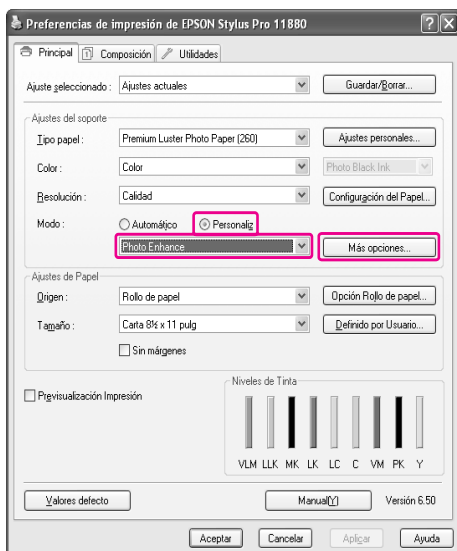 Preferencias de impresión de EPSON Stylus Pro 11880
Principal Composición Utilidades
Ajuste seleccionado : Ajustes actuales Guardar/Borrar...
Ajustes del soporte
Tipo papel : Premium Luster Photo Paper (260) Ajustes personales...
Color : Color Photo Black Ink
Resolución : Calidad Configuración del Papel...
Modo : Automático Personaliz
Photo Enhance Más opciones...
Ajustes de Papel
Origen : Rollo de papel Opción Rollo de papel...
Tamaño : Carta 8½ x 11 pulg Definido por Usuario...
Sin márgenes
Previsualización Impresión
Niveles de Tinta
VLM LLK MK LK LC C VM PK Y
Valores defecto Manual(Y) Versión 6.50
Aceptar Cancelar Aplicar Ayuda